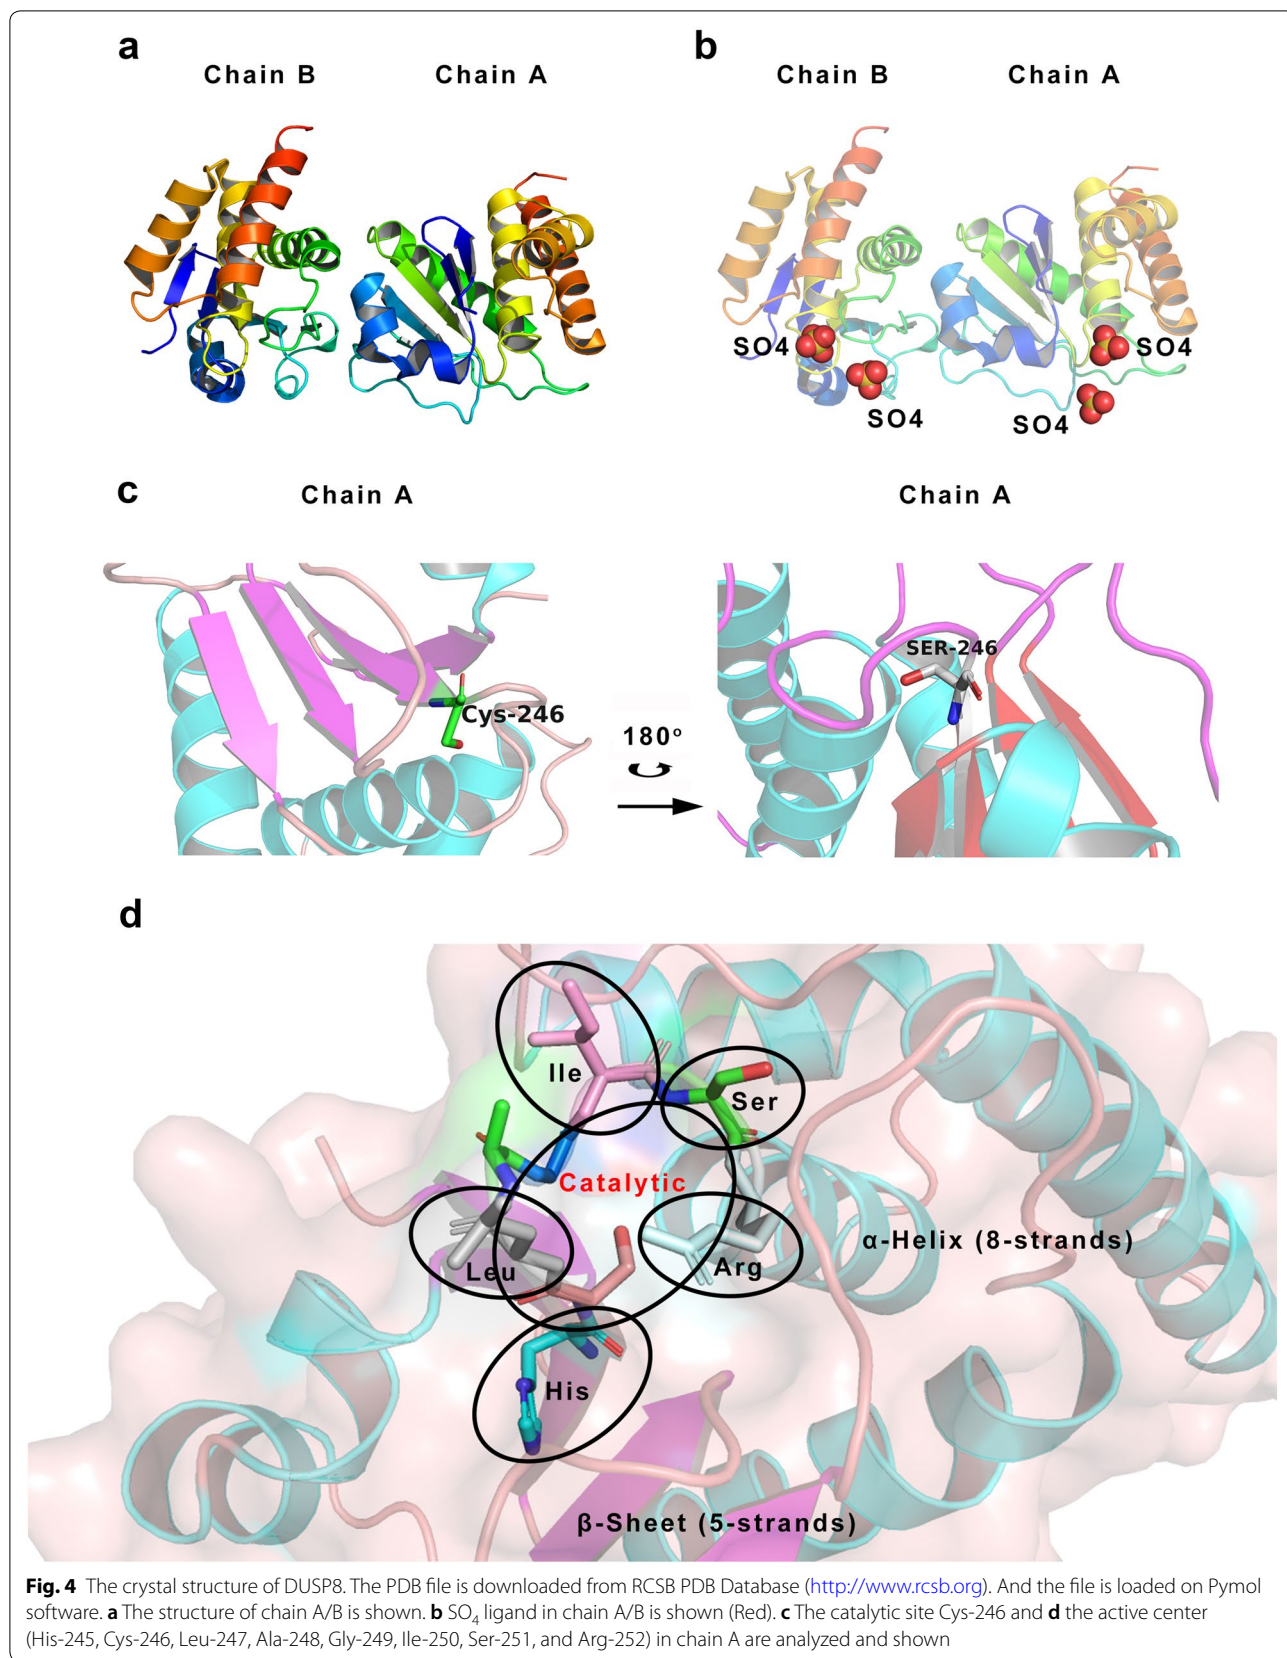 a
b
Chain B
Chain A
Chain B
Chain A
SO4
SO4
SO4
SO4
c
Chain A
Chain A
Cys-246
180°
SER-246
d
Ile
Ser
Catalytic
Leu
Arg
α-Helix (8-strands)
His
β-Sheet (5-strands)
Fig. 4 The crystal structure of DUSP8. The PDB file is downloaded from RCSB PDB Database (http://www.rcsb.org). And the file is loaded on Pymol
software. a The structure of chain A/B is shown. b SO4 ligand in chain A/B is shown (Red). c The catalytic site Cys-246 and d the active center
(His-245, Cys-246, Leu-247, Ala-248, Gly-249, Ile-250, Ser-251, and Arg-252) in chain A are analyzed and shown